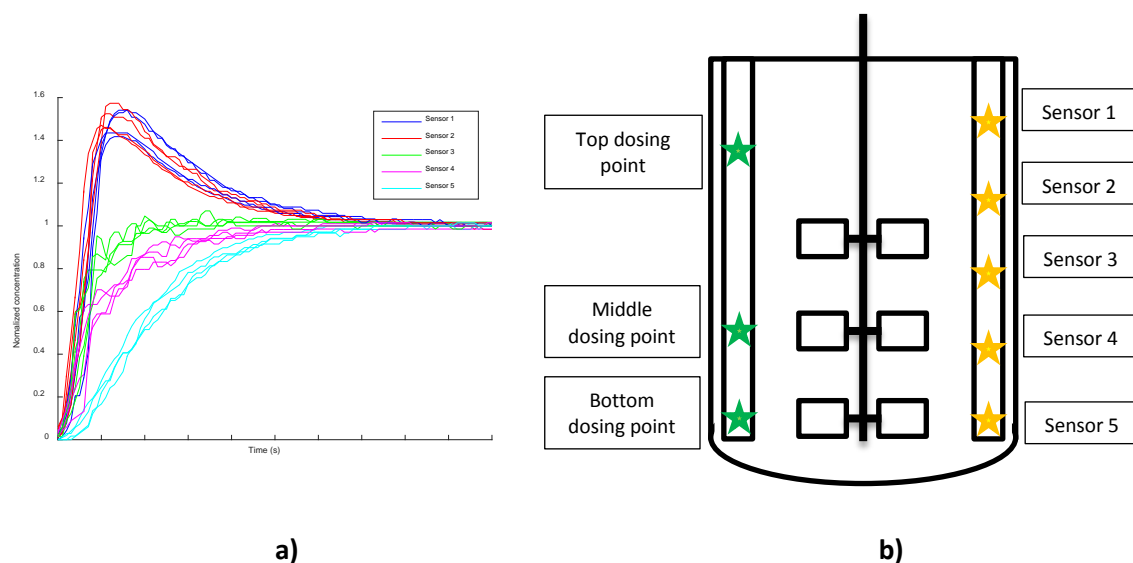 a)
b)
1.6
1.4
1.2
1
0.8
0.6
0.4
0.2
0
Normalized concentration
Time (s)
Sensor 1
Sensor 2
Sensor 3
Sensor 4
Sensor 5
Top dosing
point
Middle
dosing point
Bottom
dosing point
Sensor 1
Sensor 2
Sensor 3
Sensor 4
Sensor 5
a)
b)